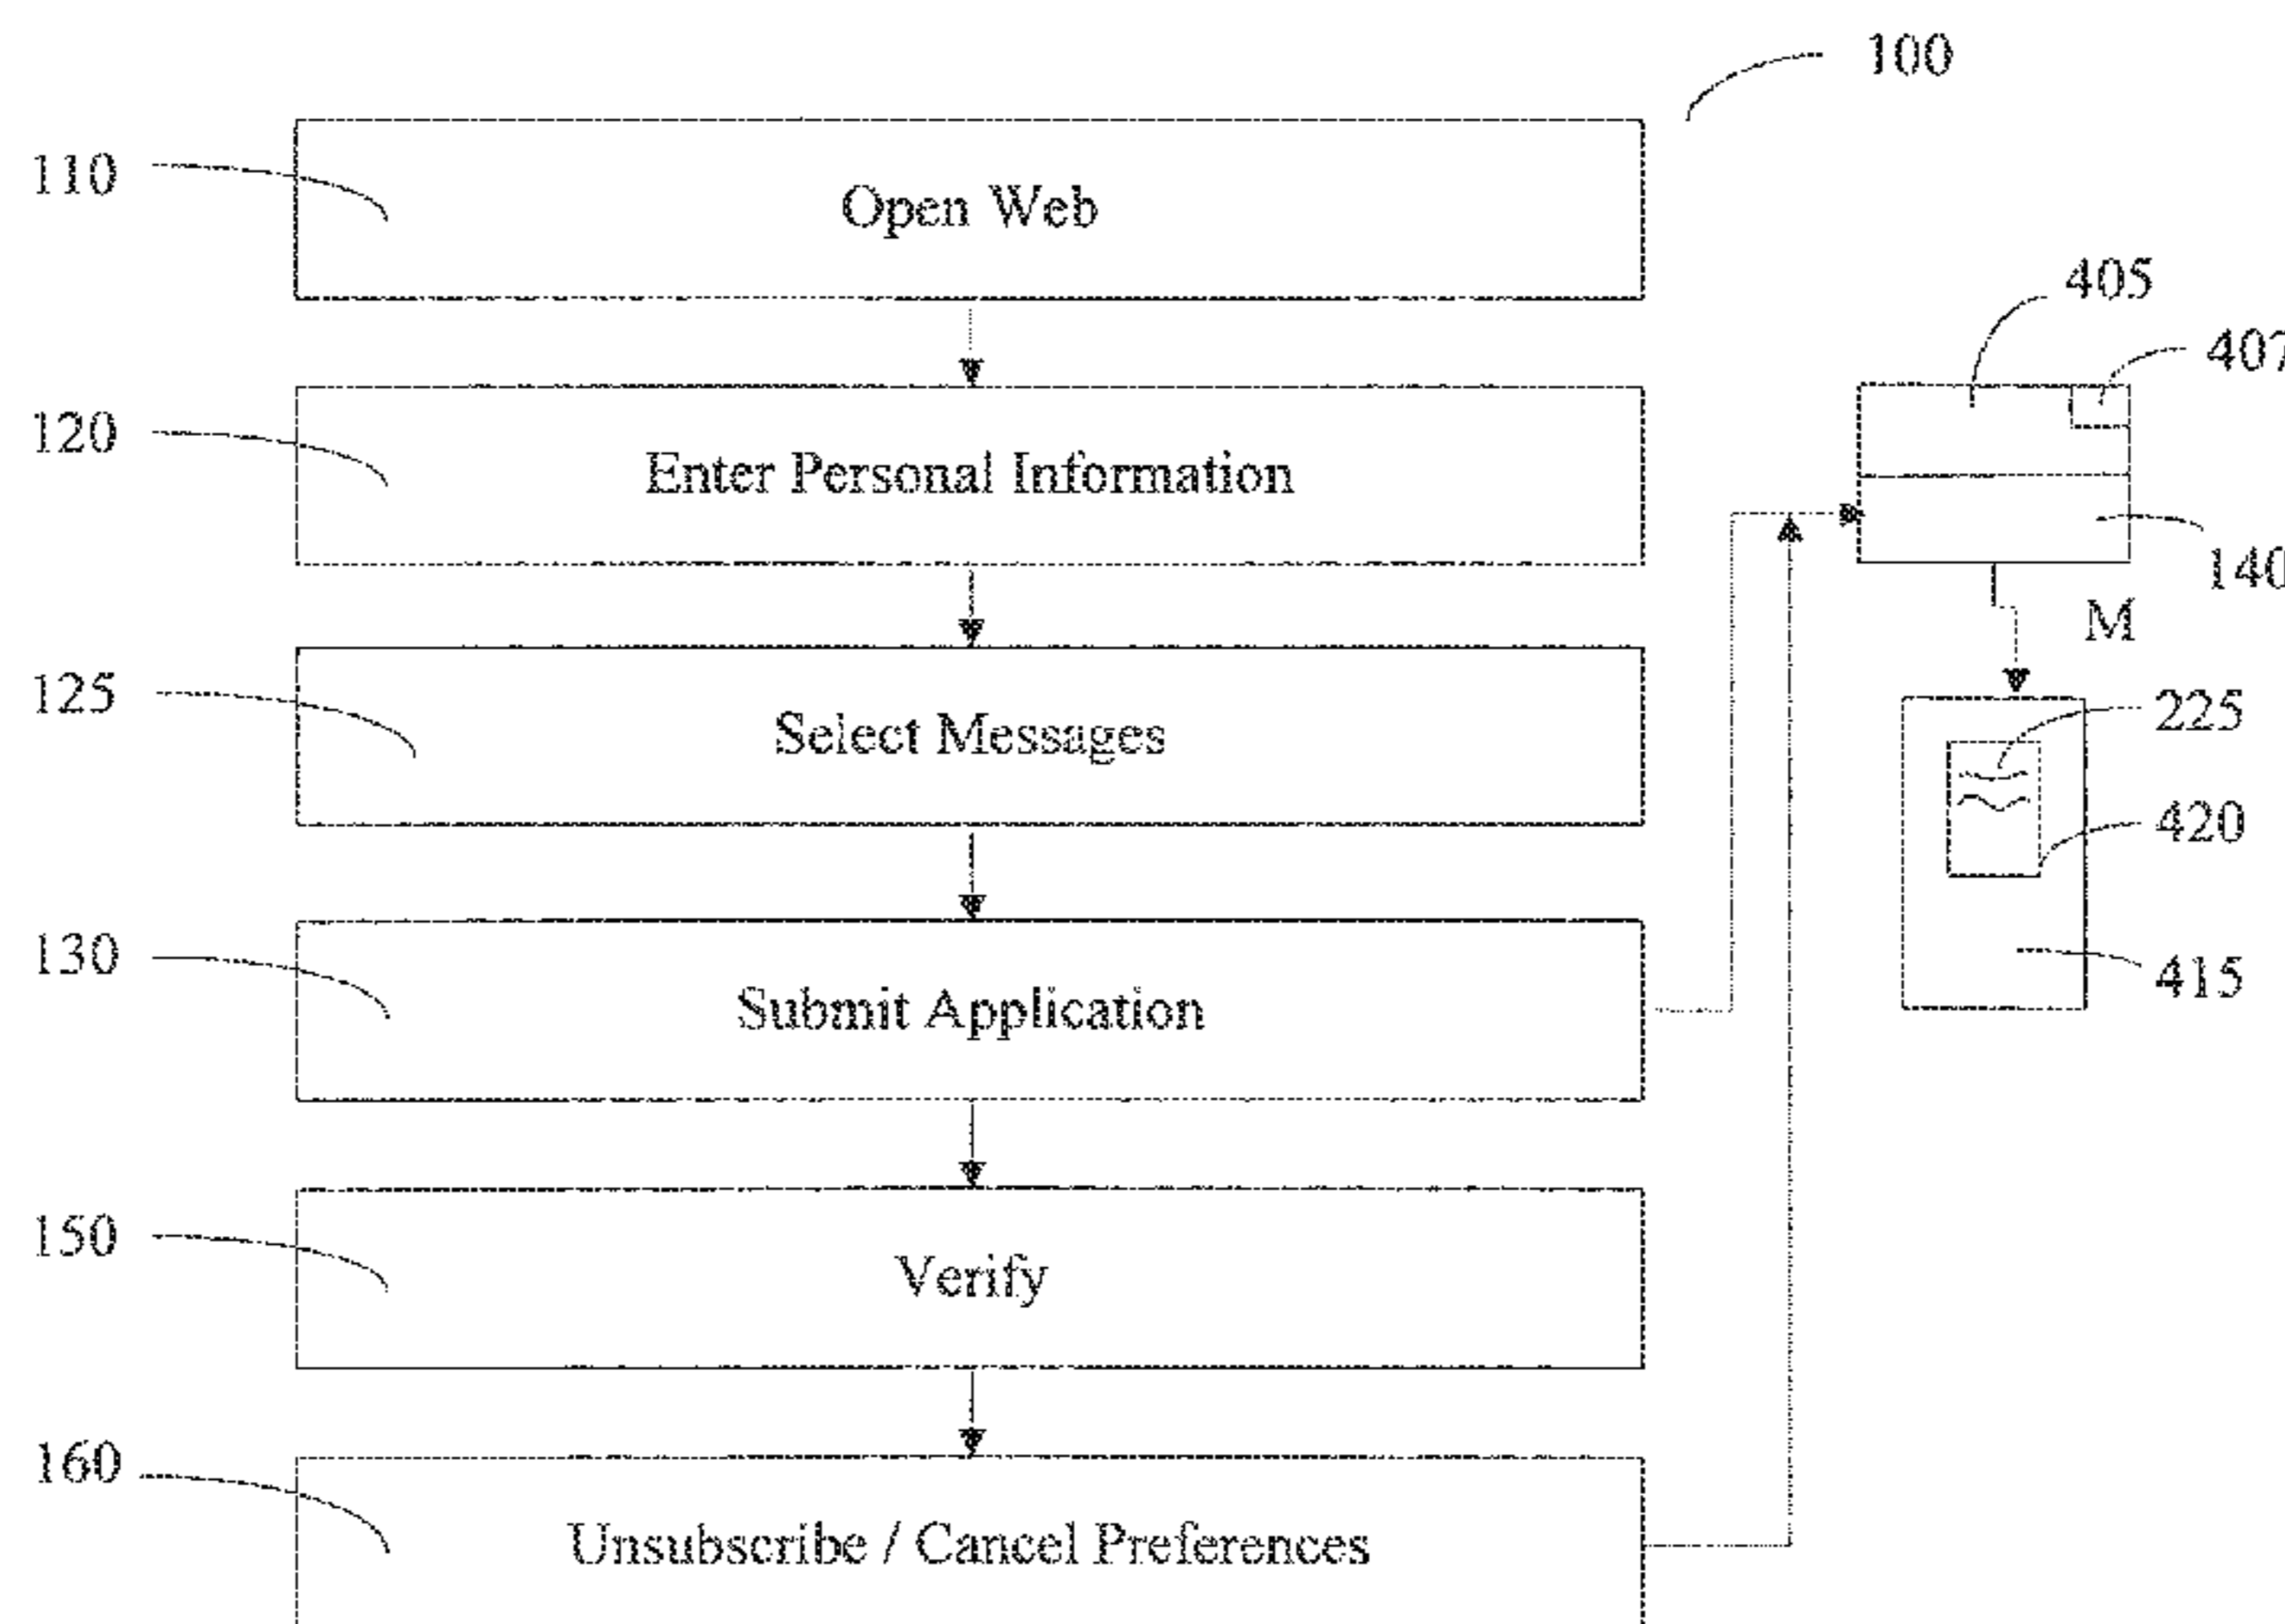 100
110
Open Web
405
407
120
Enter Personal Information
140
M
125
Select Messages
225
420
130
Submit Application
415
150
Verify
160
Unsubscribe / Cancel Preferences